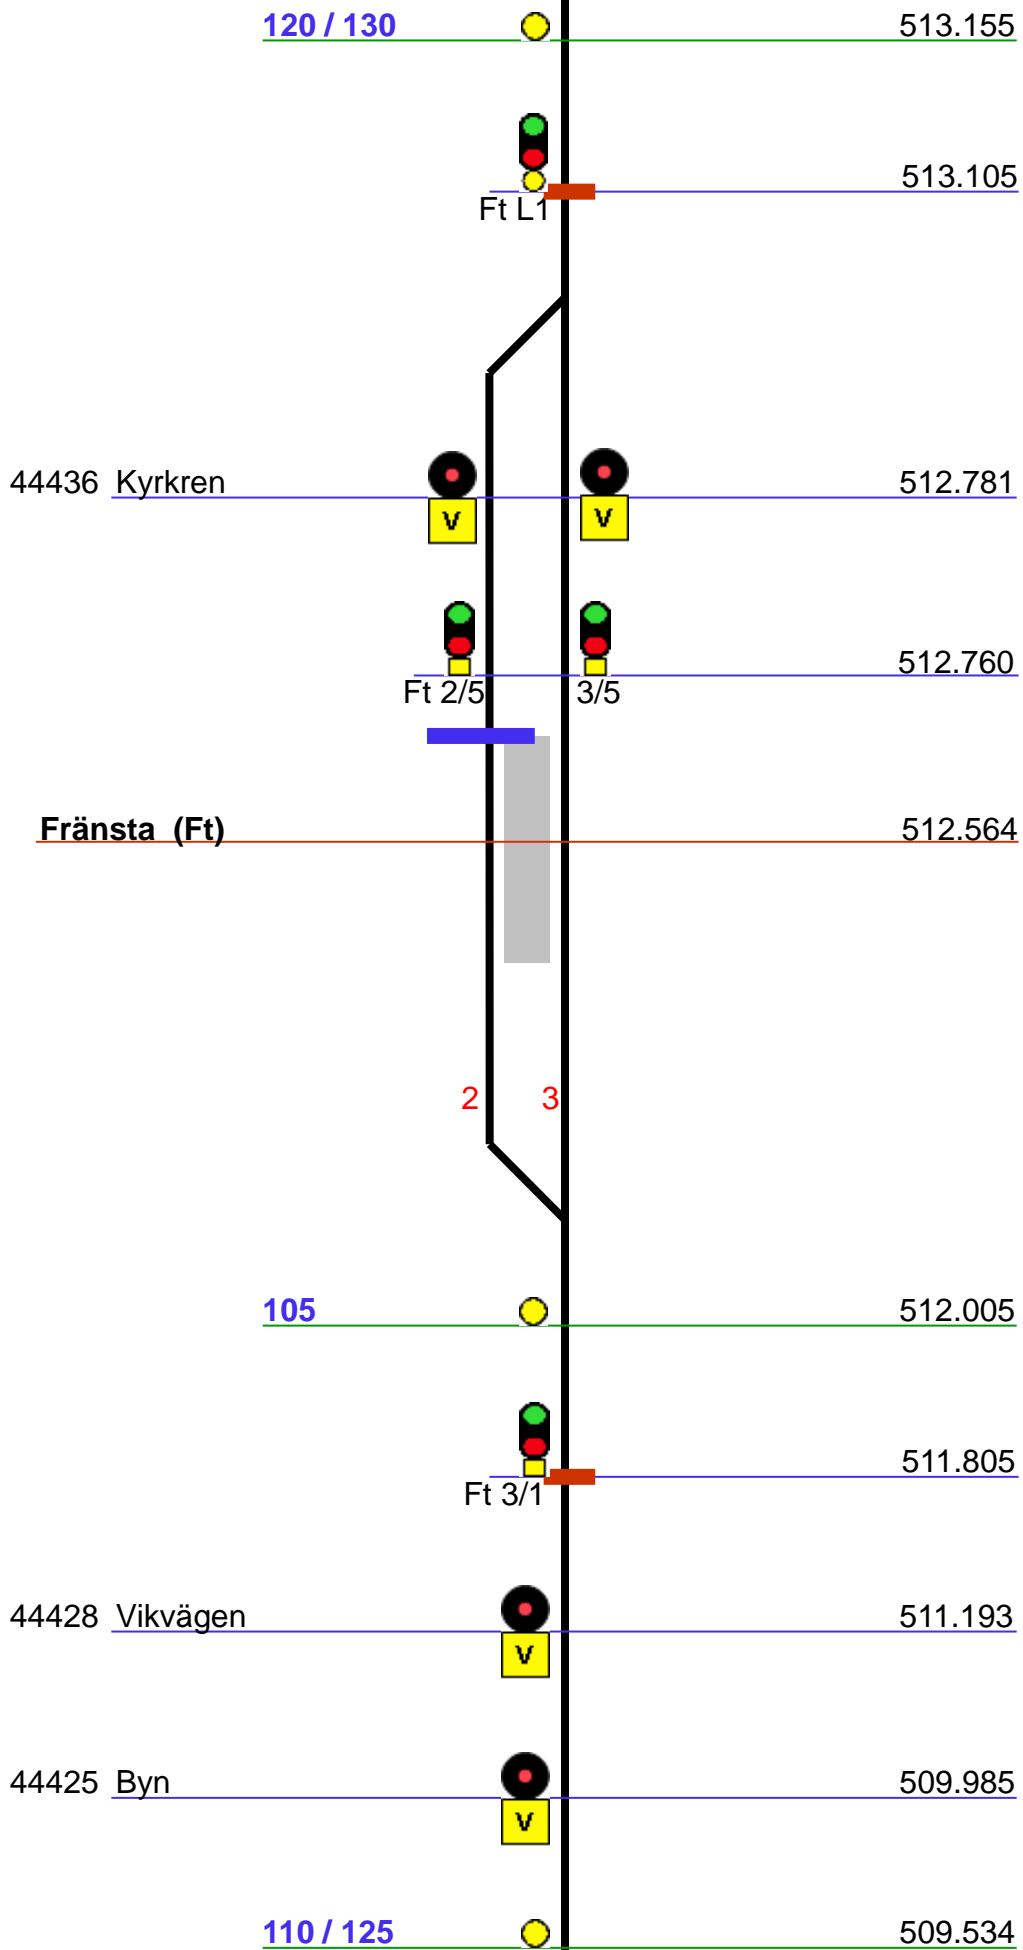 120 / 130 513.155
513.105
Ft L1
44436 Kyrkren 512.781
V V
512.760
Ft 2/5 3/5
Fränsta (Ft) 512.564
2 3
105 512.005
511.805
Ft 3/1
44428 Vikvägen 511.193
V
44425 Byn 509.985
V
110 / 125 509.534